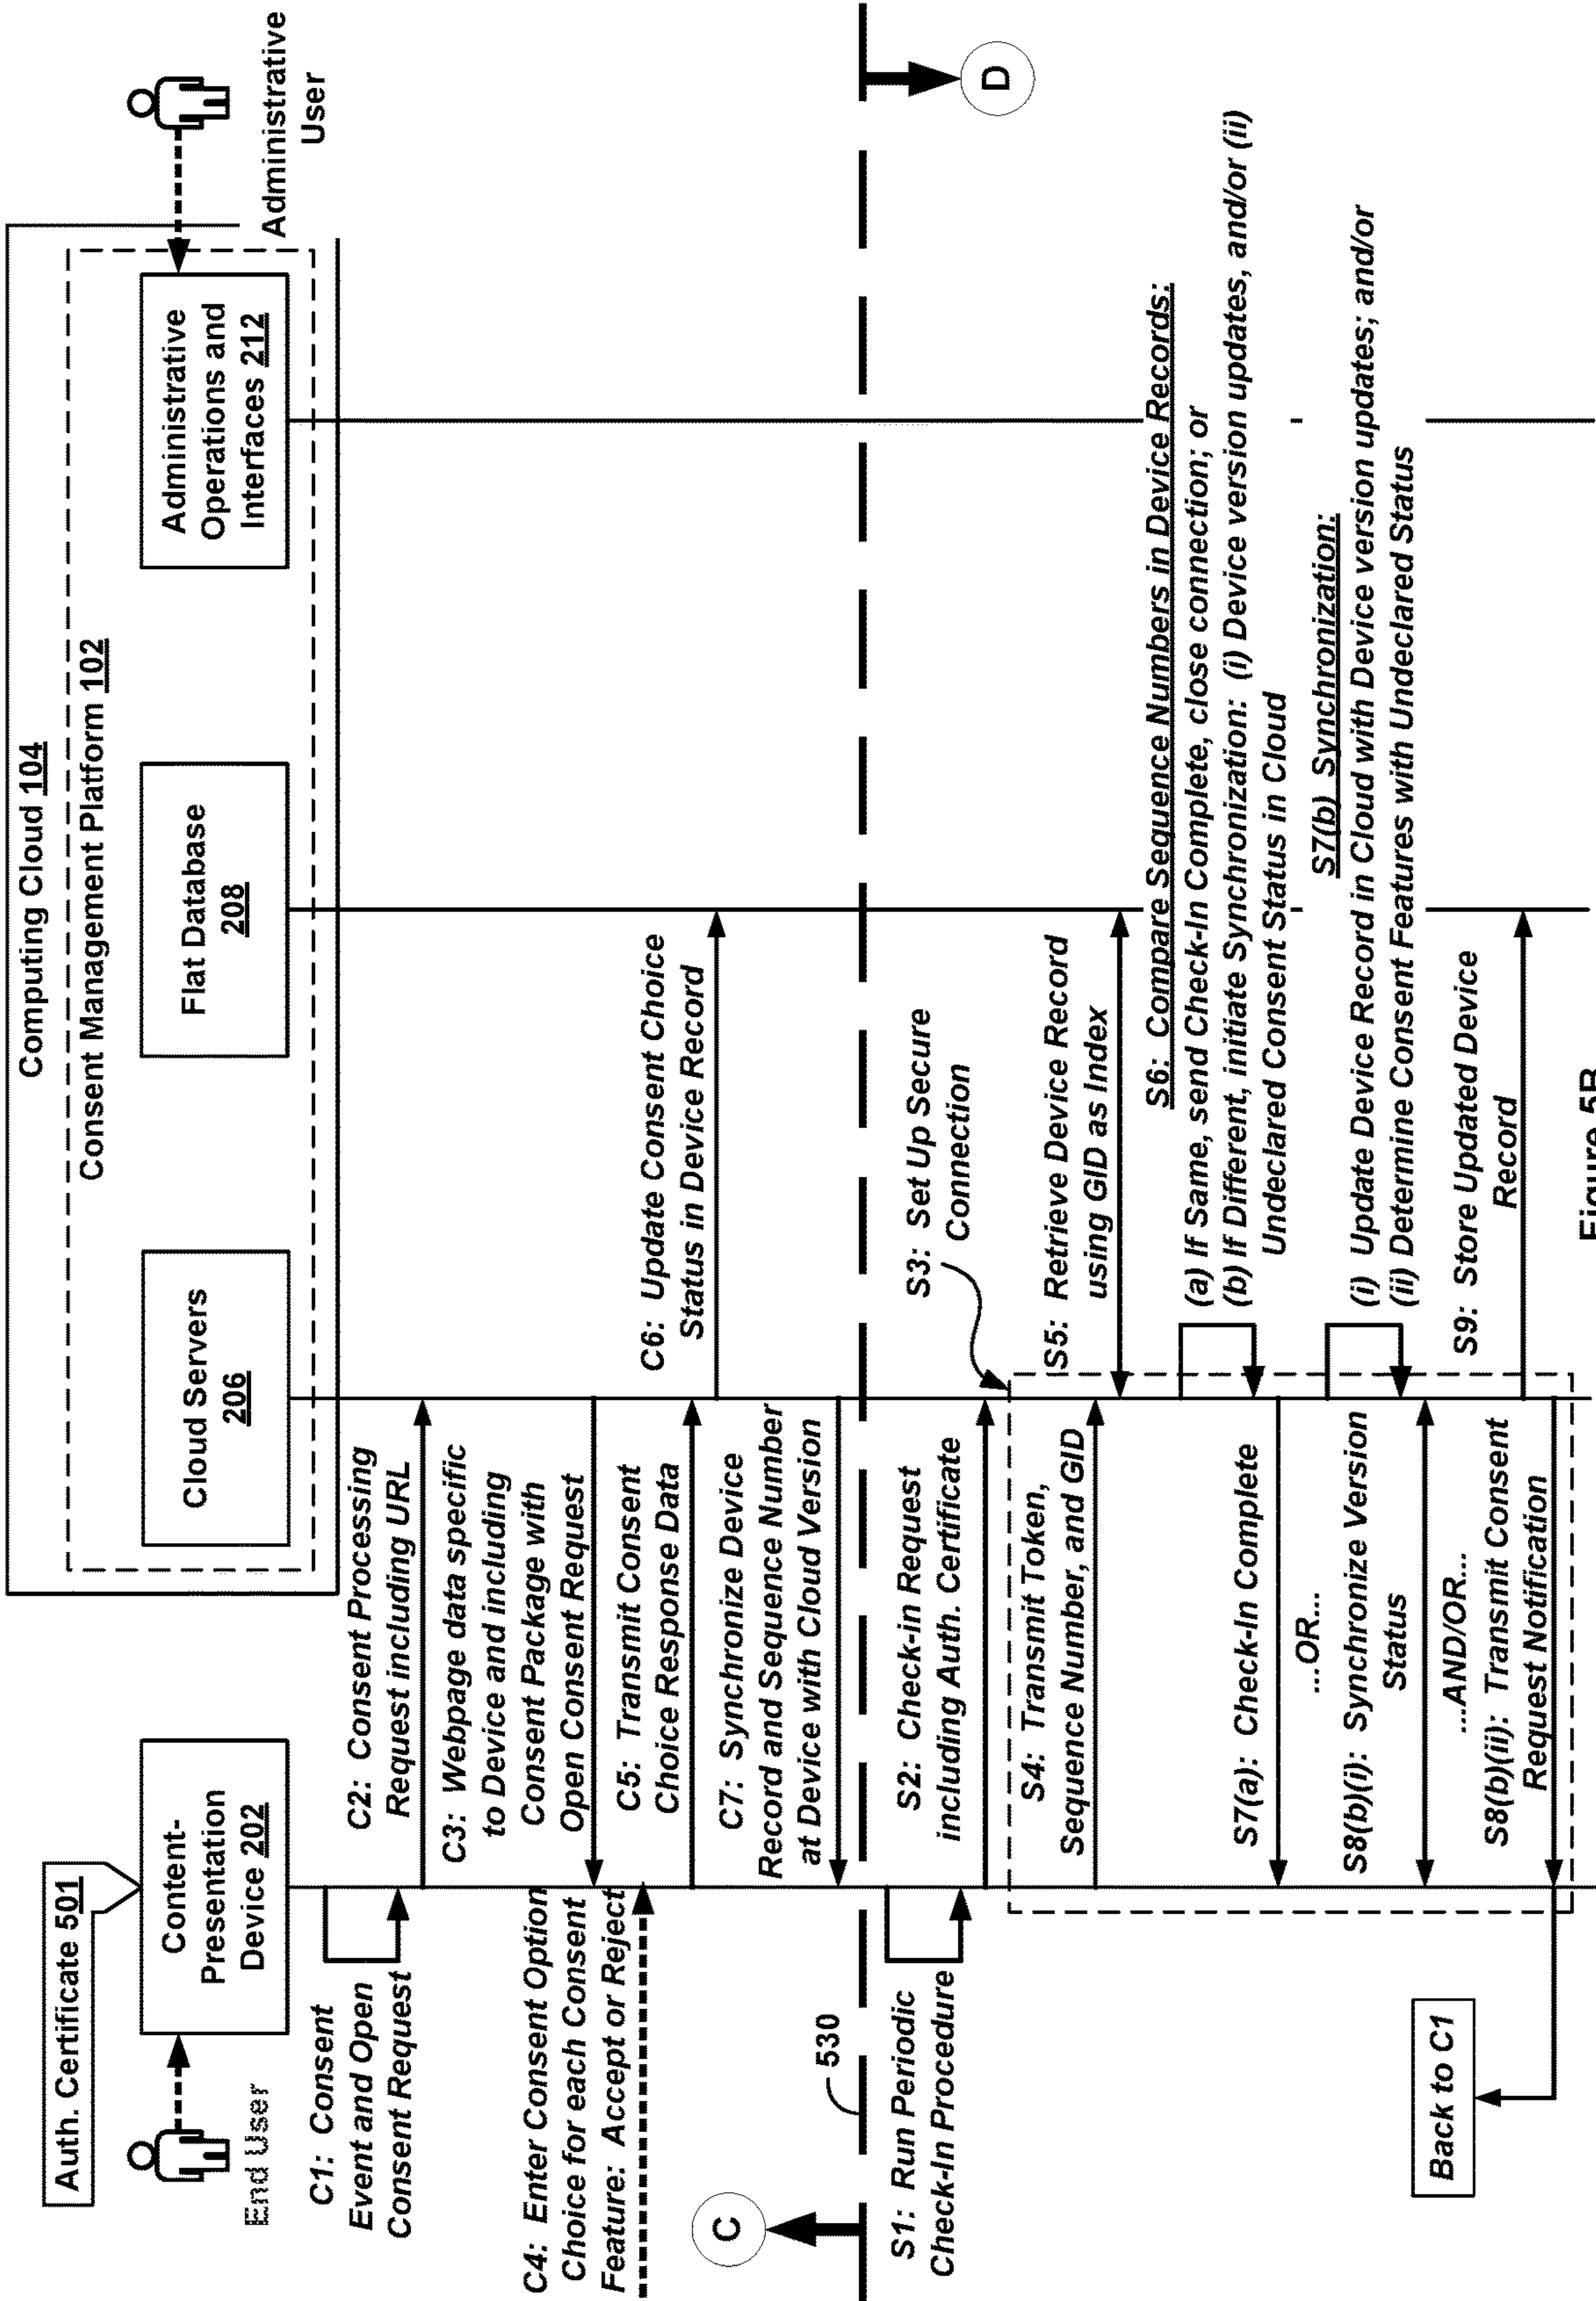 Computing Cloud 104
Consent Management Platform 102
Auth. Certificate 501
Content-
Presentation
Device 202
Cloud Servers
206
Flat Database
208
Administrative
Operations and
Interfaces 212
End User
Administrative
User
C1: Consent
Event and Open
Consent Request
C2: Consent Processing
Request including URL
C3: Webpage data specific
to Device and including
Consent Package with
Open Consent Request
C4: Enter Consent Option
Choice for each Consent
Feature: Accept or Reject
C5: Transmit Consent
Choice Response Data
C6: Update Consent Choice
Status in Device Record
C7: Synchronize Device
Record and Sequence Number
at Device with Cloud Version
C
530
D
S1: Run Periodic
Check-In Procedure
S2: Check-in Request
including Auth. Certificate
S3: Set Up Secure
Connection
S4: Transmit Token,
Sequence Number, and GID
S5: Retrieve Device Record
using GID as Index
S6: Compare Sequence Numbers in Device Records:
(a) If Same, send Check-In Complete, close connection; or
(b) If Different, initiate Synchronization: (i) Device version updates, and/or (ii)
Undeclared Consent Status in Cloud
S7(a): Check-In Complete
...OR...
S7(b) Synchronization:
(i) Update Device Record in Cloud with Device version updates; and/or
(ii) Determine Consent Features with Undeclared Status
S8(b)(i): Synchronize Version
Status
...AND/OR...
S8(b)(ii): Transmit Consent
Request Notification
S9: Store Updated Device
Record
Back to C1
Figure 5B